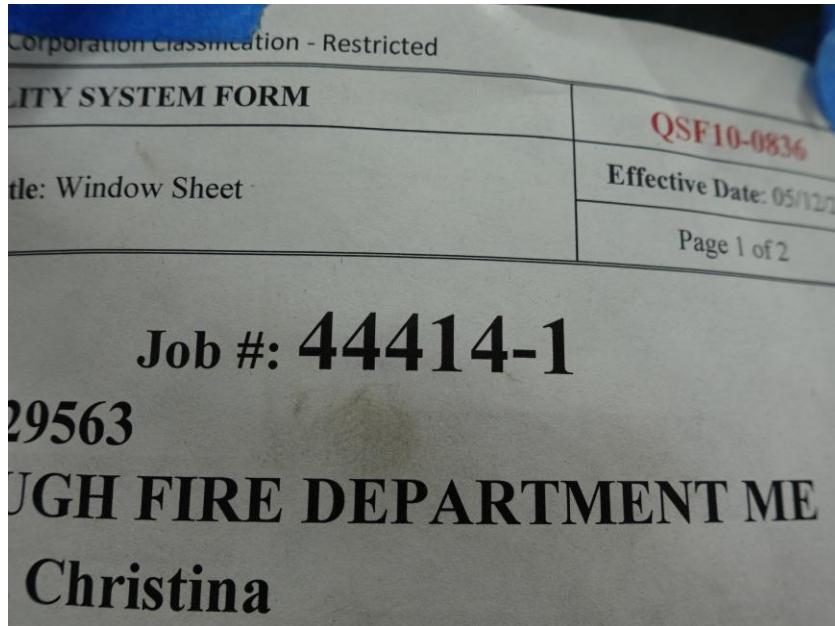 Corporation Classification - Restricted
LITY SYSTEM FORM
QSF10-0836
tle: Window Sheet
Effective Date: 05/12/2
Page 1 of 2
Job #: 44414-1
29563
UGH FIRE DEPARTMENT ME
Christina